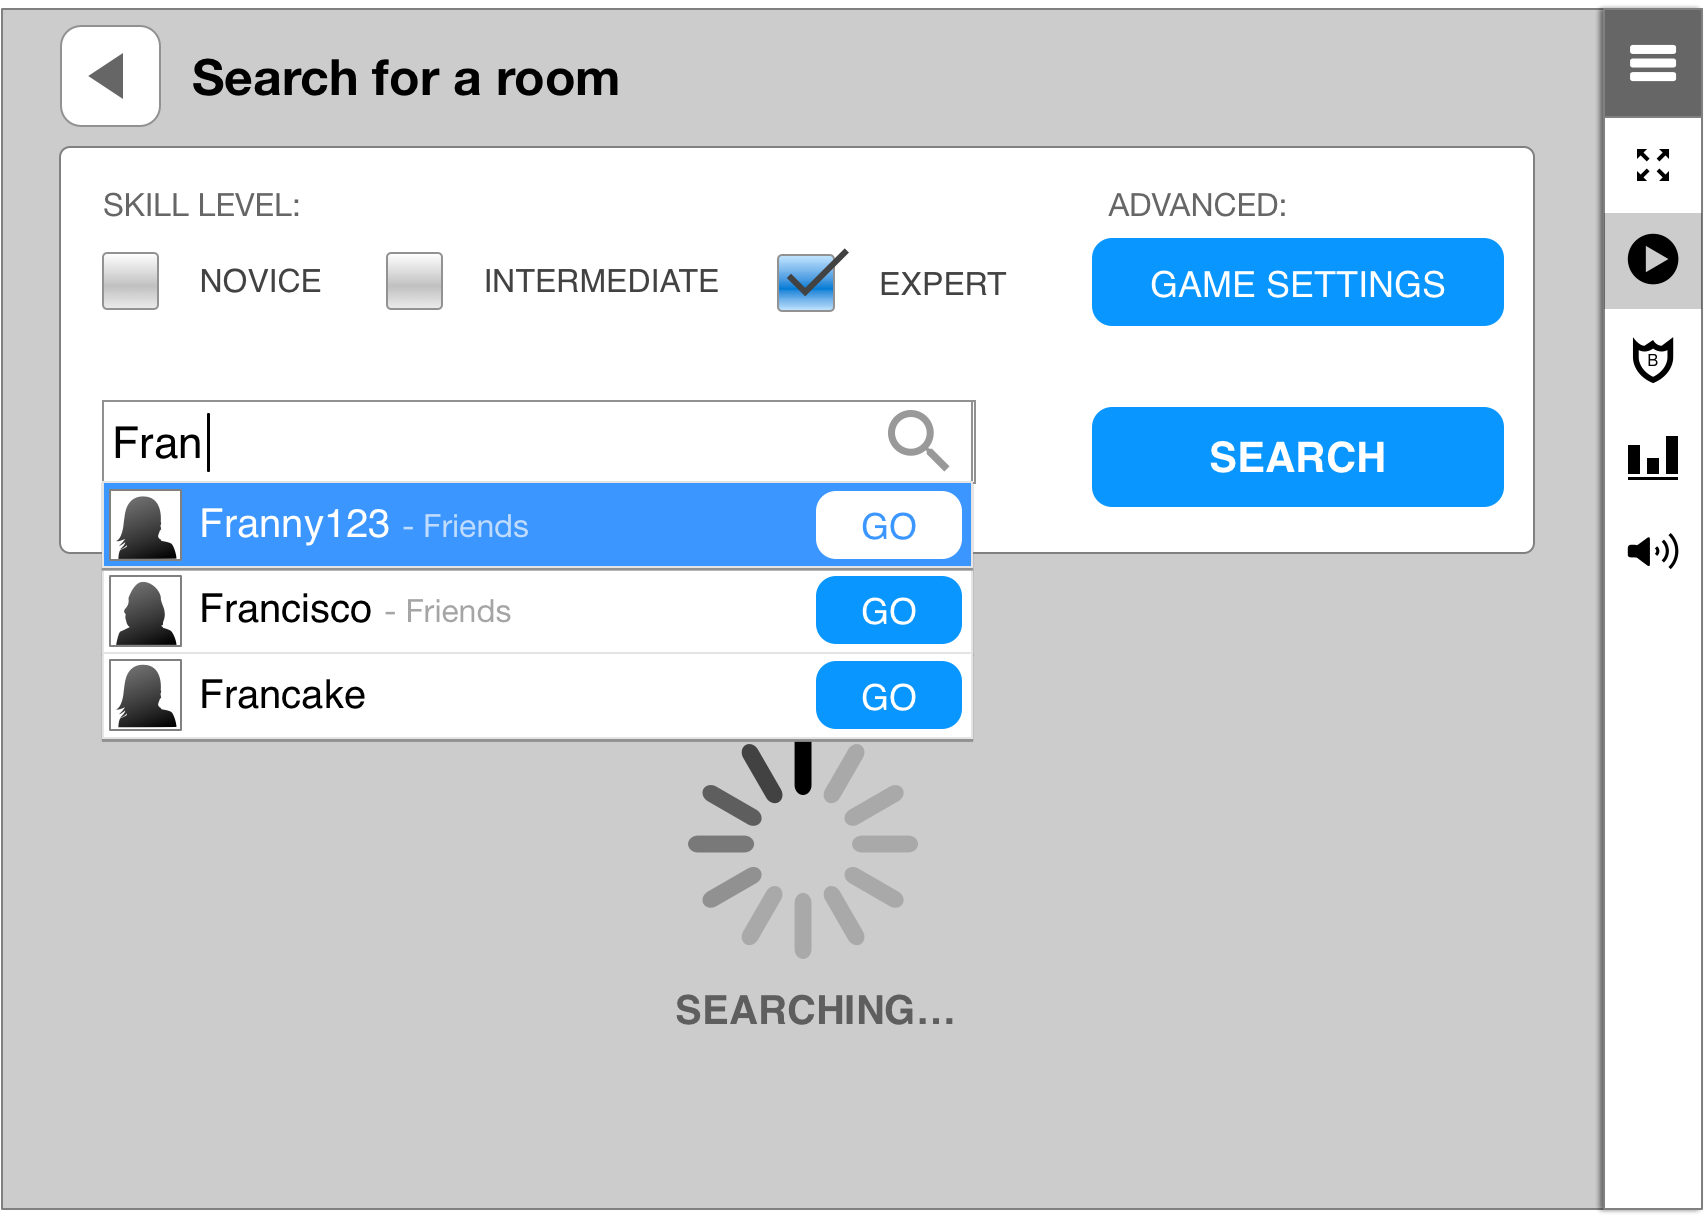 Search for a room
SKILL LEVEL:
ADVANCED:
NOVICE
INTERMEDIATE
EXPERT
GAME SETTINGS
B
Fran
SEARCH
Franny123 - Friends
GO
Francisco - Friends
GO
Francake
GO
SEARCHING...